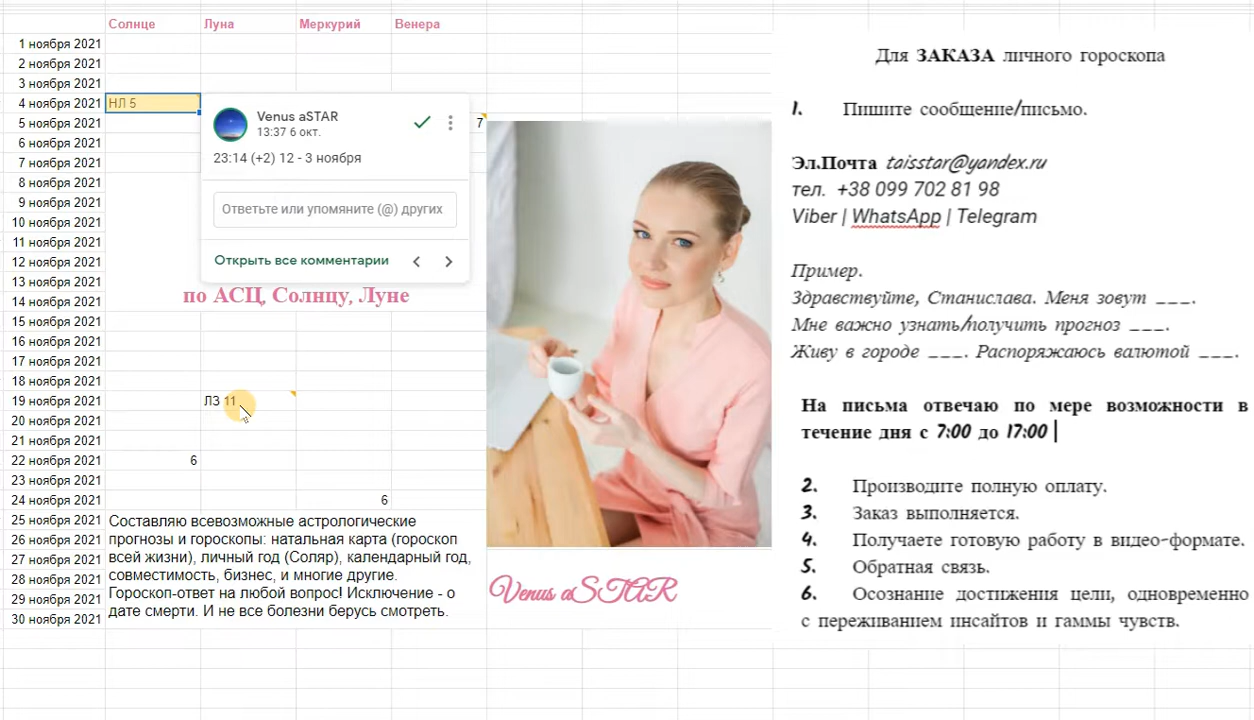 Солнце Луна Меркурий Венера
1 ноября 2021
2 ноября 2021
3 ноября 2021
4 ноября 2021 НЛ 5
5 ноября 2021 7
6 ноября 2021
7 ноября 2021
8 ноября 2021
9 ноября 2021
10 ноября 2021
11 ноября 2021
12 ноября 2021
13 ноября 2021
14 ноября 2021
15 ноября 2021
16 ноября 2021
17 ноября 2021
18 ноября 2021
19 ноября 2021 ЛЗ 11
20 ноября 2021
21 ноября 2021
22 ноября 2021 6
23 ноября 2021
24 ноября 2021 6
25 ноября 2021
26 ноября 2021
27 ноября 2021
28 ноября 2021
29 ноября 2021
30 ноября 2021
Venus aSTAR
13:37 6 окт.
23:14 (+2) 12 - 3 ноября
Ответьте или упомяните (@) других
Открыть все комментарии
по АСЦ, Солнцу, Луне
Составляю всевозможные астрологические
прогнозы и гороскопы: натальная карта (гороскоп
всей жизни), личный год (Соляр), календарный год,
совместимость, бизнес, и многие другие.
Гороскоп-ответ на любой вопрос! Исключение - о
дате смерти. И не все болезни берусь смотреть.
Venus aSTAR
Для ЗАКАЗА личного гороскопа
1. Пишите сообщение/письмо.
Эл.Почта taisstar@yandex.ru
тел. +38 099 702 81 98
Viber | WhatsApp | Telegram
Пример.
Здравствуйте, Станислава. Меня зовут ___.
Мне важно узнать/получить прогноз ___.
Живу в городе ___. Распоряжаюсь валютой ___.
На письма отвечаю по мере возможности в
течение дня с 7:00 до 17:00
2. Производите полную оплату.
3. Заказ выполняется.
4. Получаете готовую работу в видео-формате.
5. Обратная связь.
6. Осознание достижения цели, одновременно
с переживанием инсайтов и гаммы чувств.